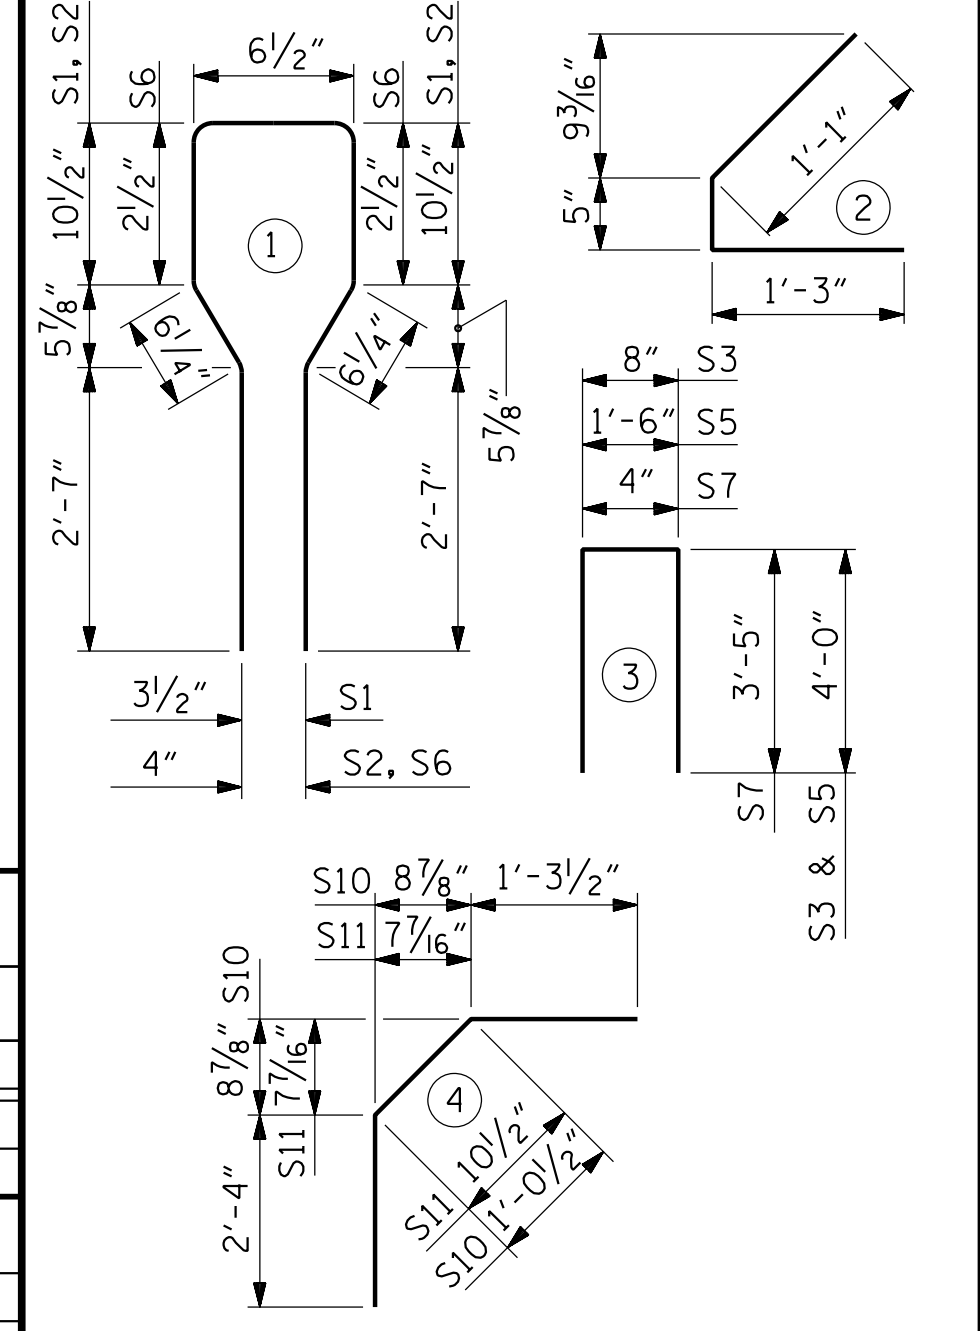 S1, S2
S6
6 1/2"
S6
S1, S2
10 1/2"
2 1/2"
2 1/2"
10 1/2"
1
5 7/8"
6 1/4"
6 1/4"
5 7/8"
2'-7"
2'-7"
3 1/2" S1
4" S2, S6
9 3/16"
1'-1"
5"
2
1'-3"
8" S3
1'-6" S5
4" S7
3
3'-5"
4'-0"
S7
S3 & S5
S10 8 7/8" 1'-3 1/2"
S11 7 7/16"
S10
8 7/8"
7 7/16"
S11
4
2'-4"
S11 10 1/2"
S10 1'-0 1/2"